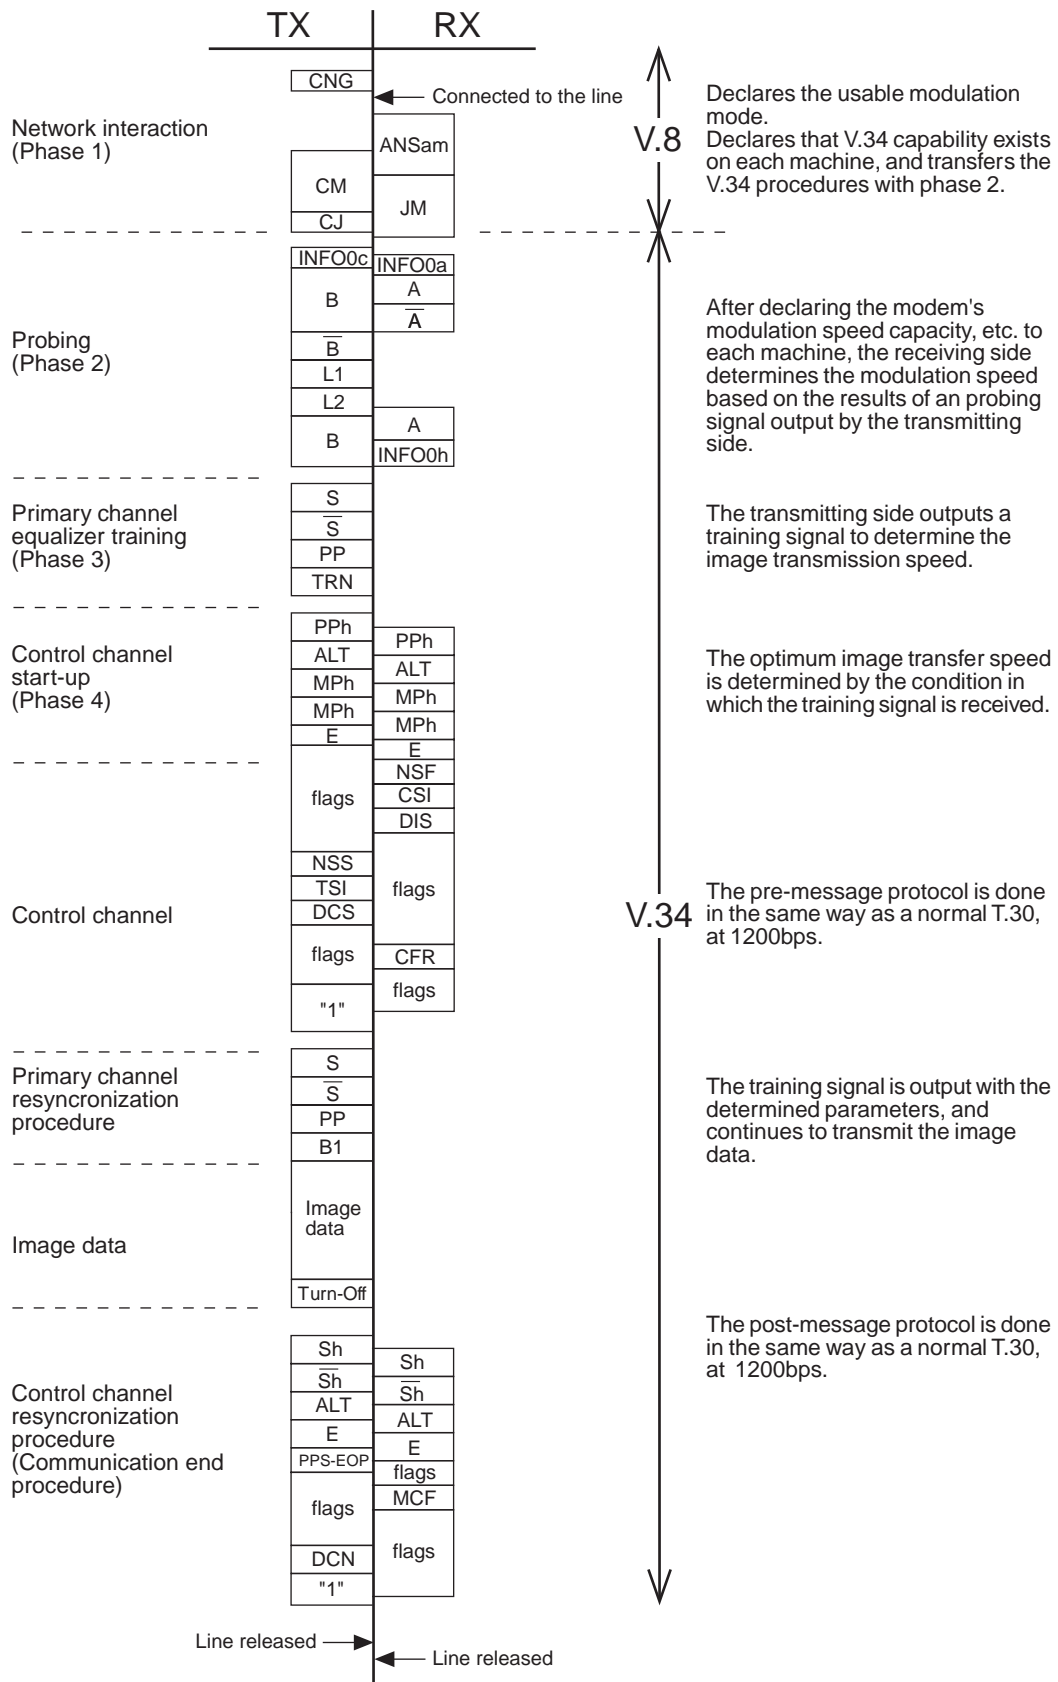 TX
RX
CNG
Connected to the line
Network interaction
(Phase 1)
ANSam
CM
JM
CJ
V.8
Declares the usable modulation
mode.
Declares that V.34 capability exists
on each machine, and transfers the
V.34 procedures with phase 2.
INFO0c
INFO0a
B
A
A̅
Probing
(Phase 2)
B̅
L1
L2
B
A
INFO0h
After declaring the modem's
modulation speed capacity, etc. to
each machine, the receiving side
determines the modulation speed
based on the results of an probing
signal output by the transmitting
side.
Primary channel
equalizer training
(Phase 3)
S
S̅
PP
TRN
The transmitting side outputs a
training signal to determine the
image transmission speed.
Control channel
start-up
(Phase 4)
PPh
ALT
MPh
MPh
E
PPh
ALT
MPh
MPh
E
The optimum image transfer speed
is determined by the condition in
which the training signal is received.
Control channel
flags
NSS
TSI
DCS
flags
"1"
NSF
CSI
DIS
flags
CFR
flags
V.34
The pre-message protocol is done
in the same way as a normal T.30,
at 1200bps.
Primary channel
resyncronization
procedure
S
S̅
PP
B1
The training signal is output with the
determined parameters, and
continues to transmit the image
data.
Image data
Image
data
Turn-Off
The post-message protocol is done
in the same way as a normal T.30,
at 1200bps.
Control channel
resyncronization
procedure
(Communication end
procedure)
Sh
S̅h̅
ALT
E
PPS-EOP
flags
DCN
"1"
Sh
S̅h̅
ALT
E
flags
MCF
flags
Line released
Line released